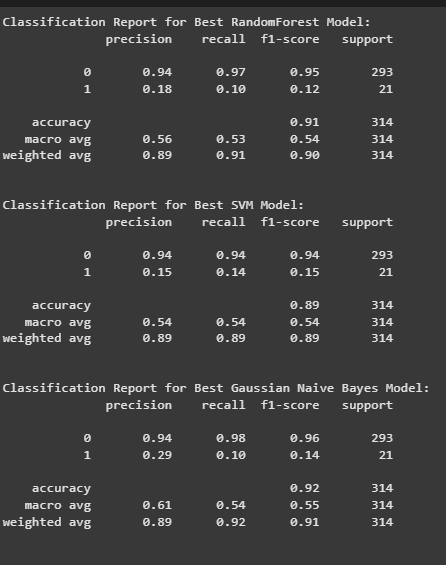 Classification Report for Best RandomForest Model:
precision recall f1-score support
0 0.94 0.97 0.95 293
1 0.18 0.10 0.12 21
accuracy 0.91 314
macro avg 0.56 0.53 0.54 314
weighted avg 0.89 0.91 0.90 314
Classification Report for Best SVM Model:
precision recall f1-score support
0 0.94 0.94 0.94 293
1 0.15 0.14 0.15 21
accuracy 0.89 314
macro avg 0.54 0.54 0.54 314
weighted avg 0.89 0.89 0.89 314
Classification Report for Best Gaussian Naive Bayes Model:
precision recall f1-score support
0 0.94 0.98 0.96 293
1 0.29 0.10 0.14 21
accuracy 0.92 314
macro avg 0.61 0.54 0.55 314
weighted avg 0.89 0.92 0.91 314